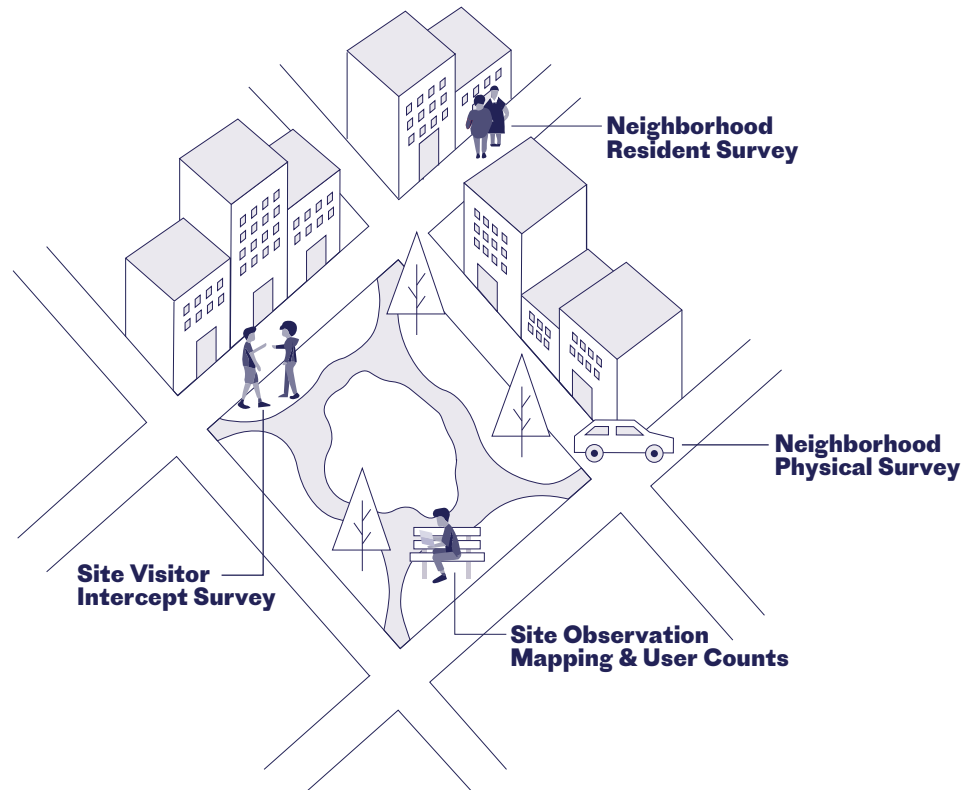 Neighborhood
Resident Survey
Neighborhood
Physical Survey
Site Visitor
Intercept Survey
Site Observation
Mapping & User Counts